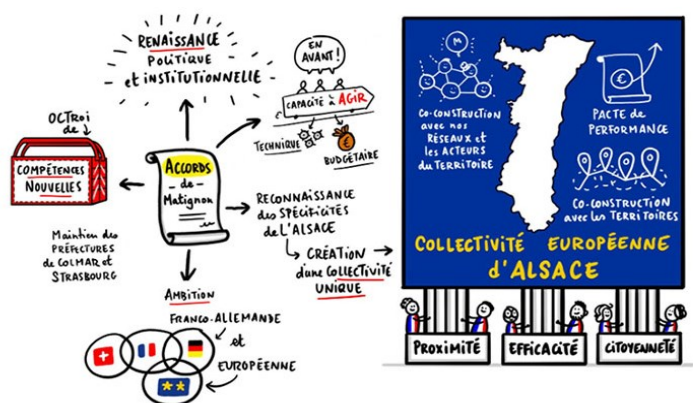 RENAISSANCE
POLITIQUE
et INSTITUTIONNELLE
EN
AVANT!
CAPACITÉ à AGIR
TECHNIQUE
BUDGÉTAIRE
OCTROI
de
COMPÉTENCES
NOUVELLES
ACCORDS
de
Matignon
RECONNAISSANCE
des SPÉCIFICITÉS
de L'ALSACE
CRÉATION
d'une COLLECTIVITÉ
UNIQUE
Maintien des
PRÉFECTURES
de COLMAR et
STRASBOURG
AMBITION
FRANCO-ALLEMANDE
et
EUROPÉENNE
M
CO-CONSTRUCTION
avec nos
RÉSEAUX et
les ACTEURS
du TERRITOIRE
€
PACTE de
PERFORMANCE
CO-CONSTRUCTION
avec les TERRITOIRES
COLLECTIVITÉ EUROPÉENNE
d'ALSACE
PROXIMITÉ
EFFICACITÉ
CITOYENNETÉ